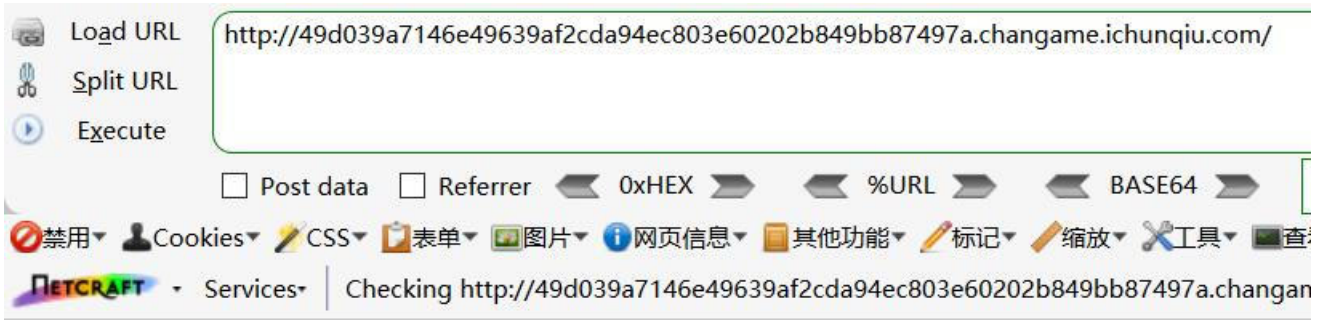 Load URL
http://49d039a7146e49639af2cda94ec803e60202b849bb87497a.changame.ichunqiu.com/
Split URL
Execute
Post data Referrer 0xHEX %URL BASE64
禁用 Cookies CSS 表单 图片 网页信息 其他功能 标记 缩放 工具 查
NETCRAFT Services Checking http://49d039a7146e49639af2cda94ec803e60202b849bb87497a.changam